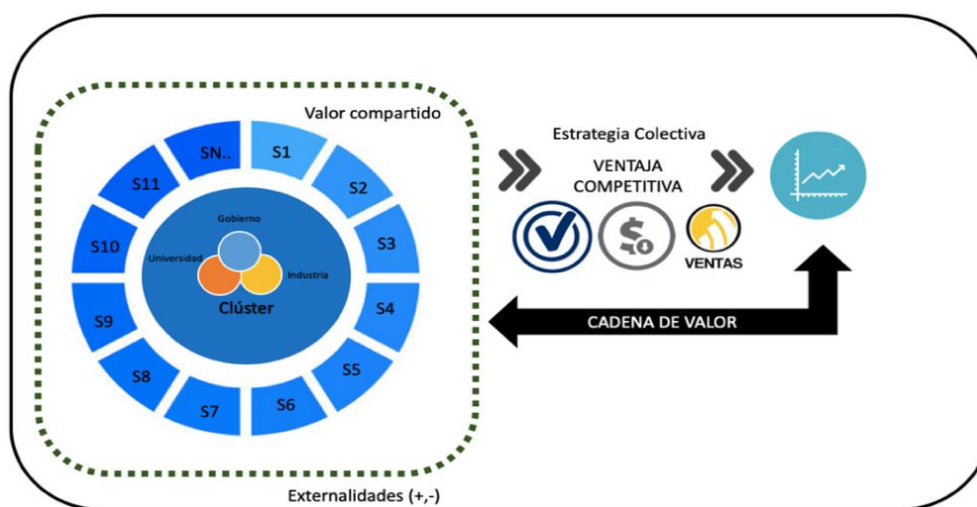 Valor compartido
SN..
S1
S2
S3
S4
S5
S6
S7
S8
S9
S10
S11
Gobierno
Universidad
Industria
Clúster
Externalidades (+,-)
Estrategia Colectiva
VENTAJA
COMPETITIVA
$
VENTAS
CADENA DE VALOR